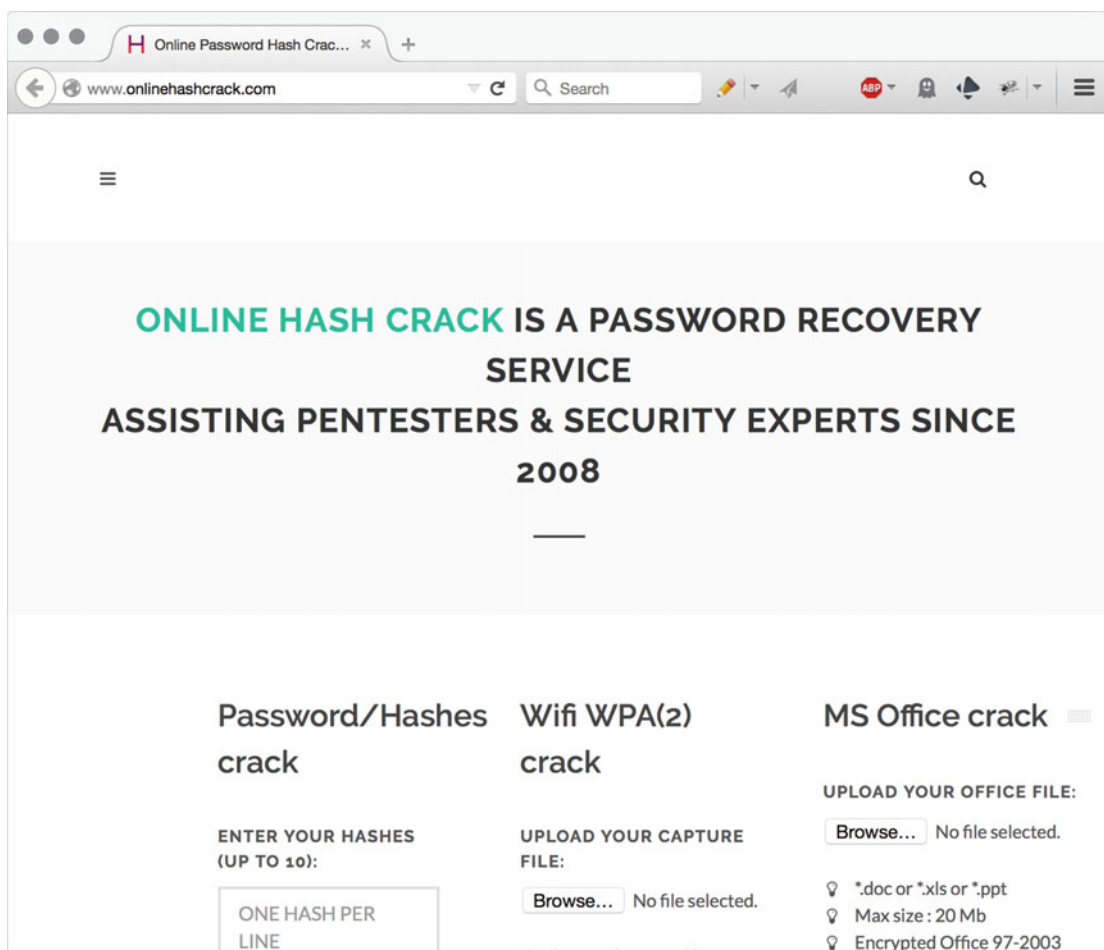 Online Password Hash Crac...
www.onlinehashcrack.com
Search
ABP
ONLINE HASH CRACK IS A PASSWORD RECOVERY
SERVICE
ASSISTING PENTESTERS & SECURITY EXPERTS SINCE
2008
Password/Hashes
crack
ENTER YOUR HASHES
(UP TO 10):
ONE HASH PER
LINE
Wifi WPA(2)
crack
UPLOAD YOUR CAPTURE
FILE:
Browse... No file selected.
MS Office crack
UPLOAD YOUR OFFICE FILE:
Browse... No file selected.
*.doc or *.xls or *.ppt
Max size : 20 Mb
Encrypted Office 97-2003